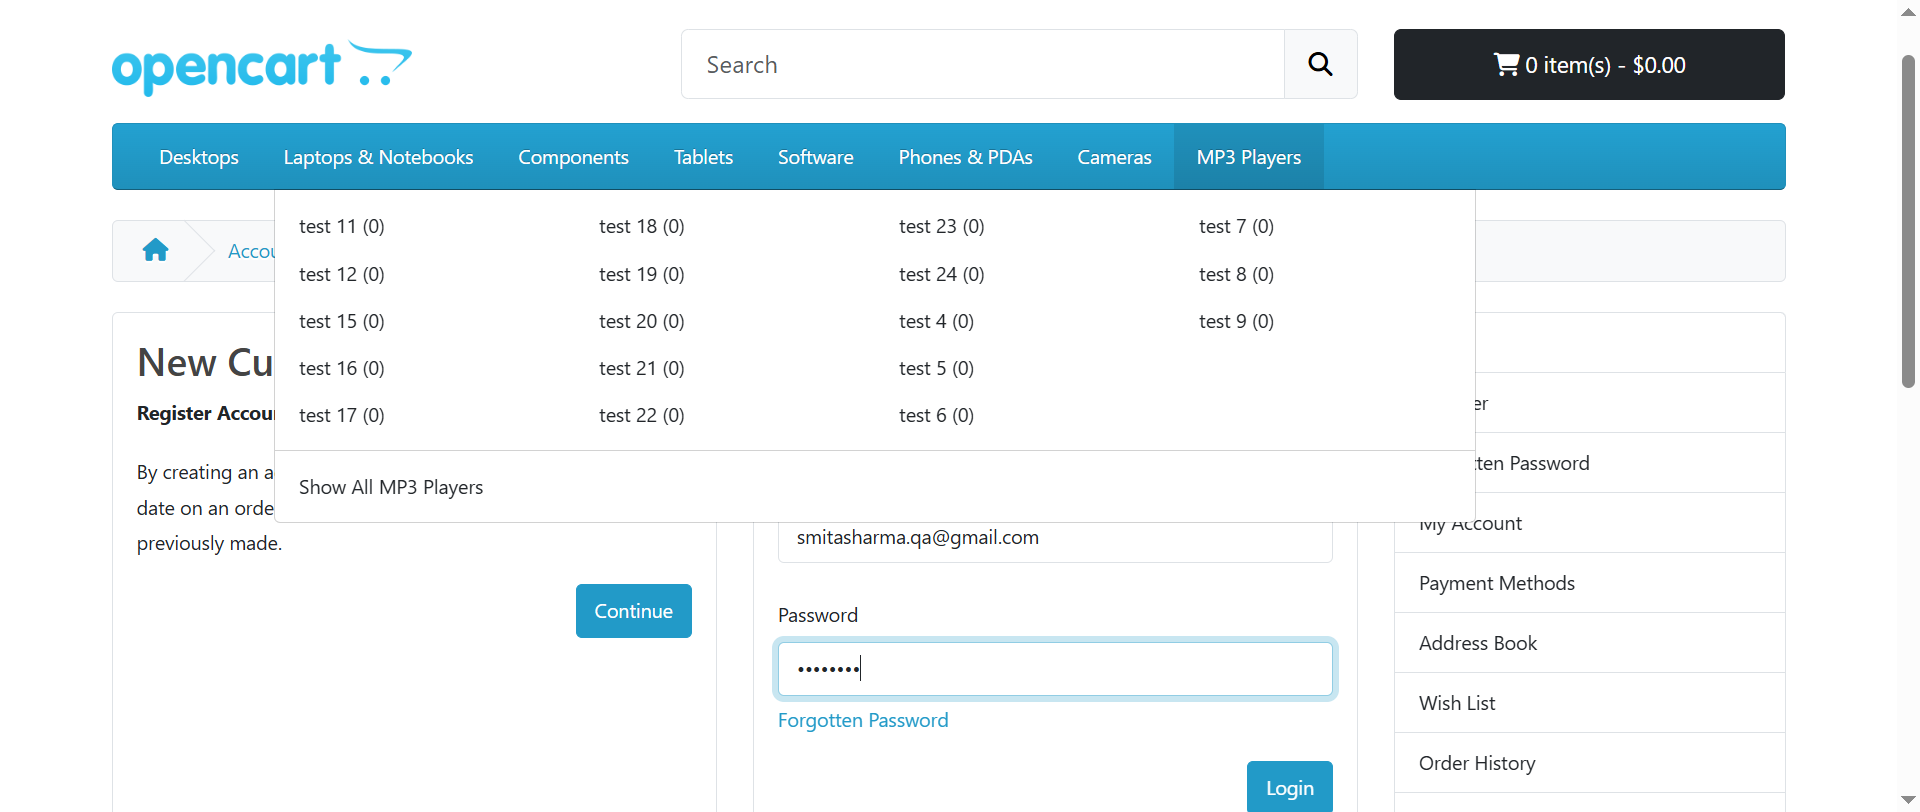 opencart
Search
0 item(s) - $0.00
Desktops Laptops & Notebooks Components Tablets Software Phones & PDAs Cameras MP3 Players
test 11 (0) test 18 (0) test 23 (0) test 7 (0)
Accou
test 12 (0) test 19 (0) test 24 (0) test 8 (0)
test 15 (0) test 20 (0) test 4 (0) test 9 (0)
test 16 (0) test 21 (0) test 5 (0)
test 17 (0) test 22 (0) test 6 (0)
Show All MP3 Players
New Cu
Register Accou
By creating an a
date on an orde
previously made.
Continue
smitasharma.qa@gmail.com
Password
••••••••
Forgotten Password
Login
er
ten Password
My Account
Payment Methods
Address Book
Wish List
Order History